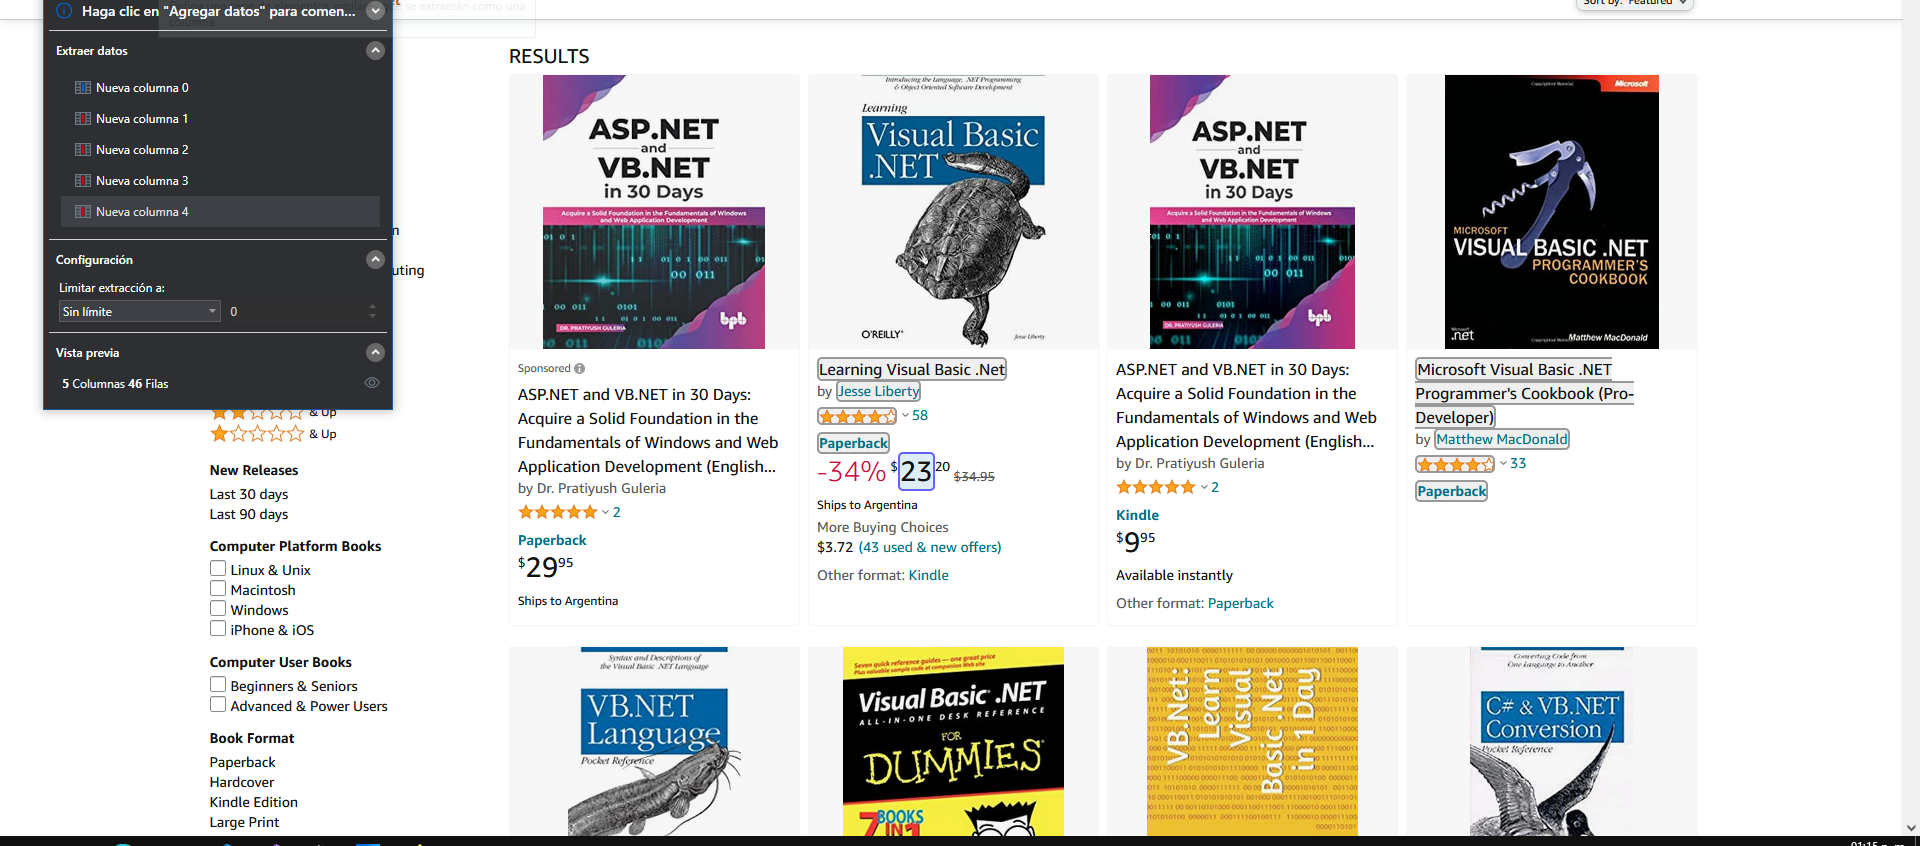 Haga clic en "Agregar datos" para comen...
Extraer datos
Nueva columna 0
Nueva columna 1
Nueva columna 2
Nueva columna 3
Nueva columna 4
Configuración
Limitar extracción a:
Sin límite
0
Vista previa
5 Columnas 46 Filas
se extraerán como una
n
uting
& Up
& Up
New Releases
Last 30 days
Last 90 days
Computer Platform Books
Linux & Unix
Macintosh
Windows
iPhone & iOS
Computer User Books
Beginners & Seniors
Advanced & Power Users
Book Format
Paperback
Hardcover
Kindle Edition
Large Print
Sort by: Featured
RESULTS
ASP.NET
and
VB.NET
in 30 Days
Acquire a Solid Foundation in the Fundamentals of Windows
and Web Application Development
DR. PRATIYUSH GULERIA
bpb
Sponsored
ASP.NET and VB.NET in 30 Days:
Acquire a Solid Foundation in the
Fundamentals of Windows and Web
Application Development (English...
by Dr. Pratiyush Guleria
2
Paperback
$29 95
Ships to Argentina
Introducing the Language, .NET Programming
& Object Oriented Software Development
Learning
Visual Basic
.NET
O'REILLY'
Jesse Liberty
Learning Visual Basic .Net
by Jesse Liberty
58
Paperback
-34% $23 20 $34.95
Ships to Argentina
More Buying Choices
$3.72 (43 used & new offers)
Other format: Kindle
ASP.NET
and
VB.NET
in 30 Days
Acquire a Solid Foundation in the Fundamentals of Windows
and Web Application Development
DR. PRATIYUSH GULERIA
bpb
ASP.NET and VB.NET in 30 Days:
Acquire a Solid Foundation in the
Fundamentals of Windows and Web
Application Development (English...
by Dr. Pratiyush Guleria
2
Kindle
$9 95
Available instantly
Other format: Paperback
Microsoft
MICROSOFT
VISUAL BASIC .NET
PROGRAMMER'S
COOKBOOK
Microsoft
.net
Matthew MacDonald
Microsoft Visual Basic .NET
Programmer's Cookbook (Pro-
Developer)
by Matthew MacDonald
33
Paperback
Syntax and Descriptions of
the Visual Basic .NET Language
VB.NET
Language
Pocket Reference
Seven quick reference guides — one great price
Plus valuable sample code at companion Web site
Visual Basic .NET
ALL-IN-ONE DESK REFERENCE
FOR
DUMMIES
7 BOOKS
IN 1
VB.Net:
Learn
Visual
Basic .Net
in 1 Day
Converting Code from
One Language to Another
C# & VB.NET
Conversion
Pocket Reference